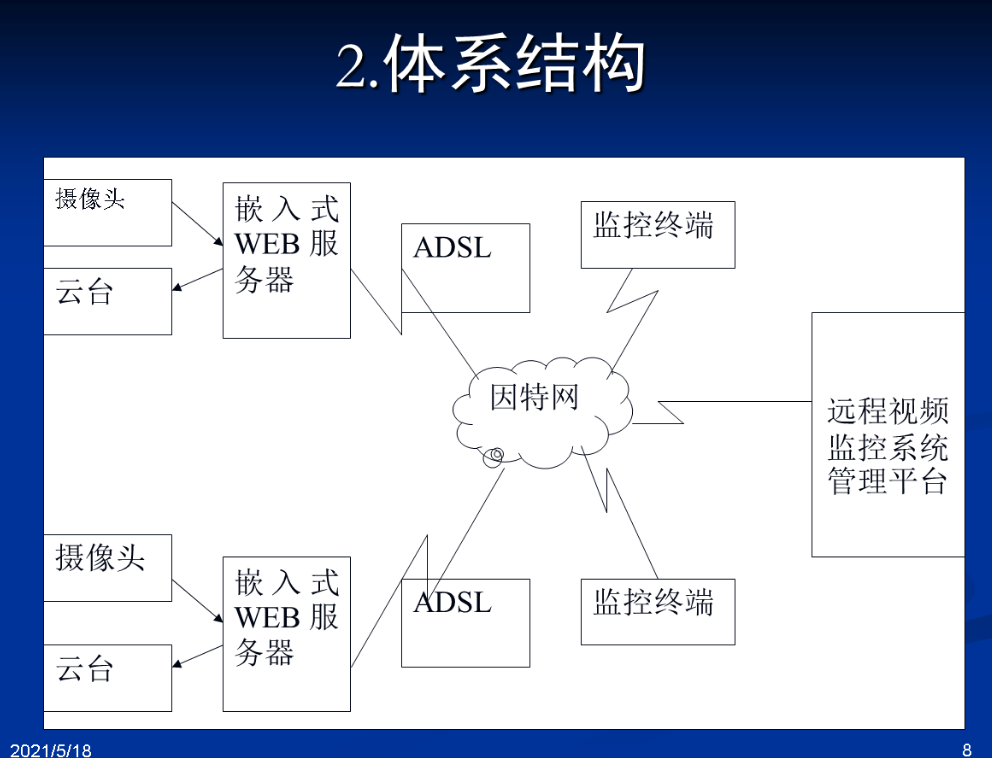 2.体系结构
摄像头
云台
嵌入式
WEB 服
务器
ADSL
监控终端
因特网
远程视频
监控系统
管理平台
摄像头
云台
嵌入式
WEB 服
务器
ADSL
监控终端
2021/5/18
8